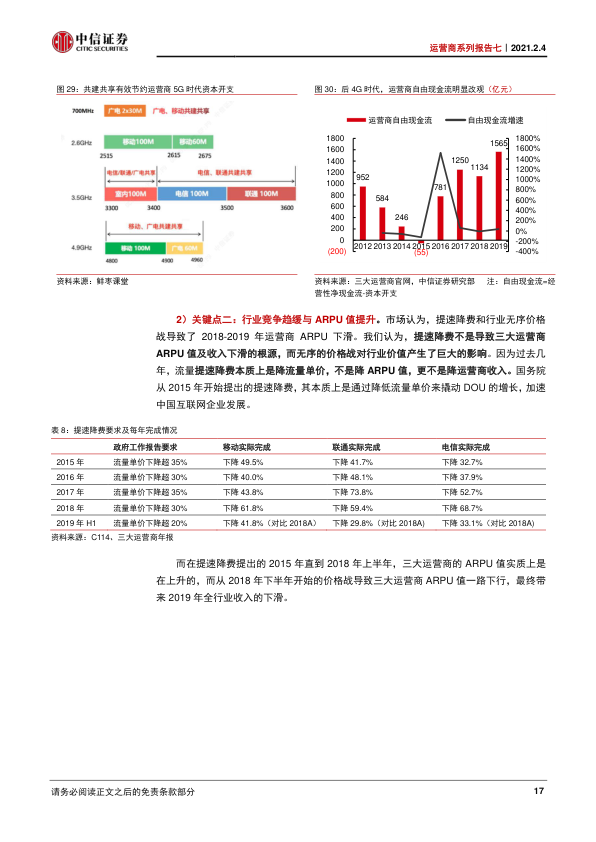 中信证券
CITIC SECURITIES
运营商系列报告七｜2021.2.4
图 29：共建共享有效节约运营商 5G 时代资本开支
700MHz 广电 2x30M 广电、移动共建共享
2.6GHz 移动100M 移动60M
2515 2615 2675
电信/联通/广电共享 电信、联通共建共享
3.5GHz 室内100M 电信 100M 联通 100M
3300 3400 3500 3600
移动、广电共建共享
4.9GHz 移动 100M 广电 60M
4800 4900 4960
资料来源：鲜枣课堂
图 30：后 4G 时代，运营商自由现金流明显改观（亿元）
运营商自由现金流 自由现金流增速
1800 1800%
1600 1600%
1400 1400%
1200 1200%
1000 1000%
800 800%
600 600%
400 400%
200 200%
0 0%
(200) -200%
-400%
952 584 246 (55) 781 1250 1134 1565
2012 2013 2014 2015 2016 2017 2018 2019
资料来源：三大运营商官网，中信证券研究部 注：自由现金流=经
营性净现金流-资本开支
2）关键点二：行业竞争趋缓与 ARPU 值提升。市场认为，提速降费和行业无序价格
战导致了 2018-2019 年运营商 ARPU 下滑。我们认为，提速降费不是导致三大运营商
ARPU 值及收入下滑的根源，而无序的价格战对行业价值产生了巨大的影响。因为过去几
年，流量提速降费本质上是降流量单价，不是降 ARPU 值，更不是降运营商收入。国务院
从 2015 年开始提出的提速降费，其本质上是通过降低流量单价来撬动 DOU 的增长，加速
中国互联网企业发展。
表 8：提速降费要求及每年完成情况
政府工作报告要求 移动实际完成 联通实际完成 电信实际完成
2015 年 流量单价下降超 35% 下降 49.5% 下降 41.7% 下降 32.7%
2016 年 流量单价下降超 30% 下降 40.0% 下降 48.1% 下降 37.9%
2017 年 流量单价下降超 35% 下降 43.8% 下降 73.8% 下降 52.7%
2018 年 流量单价下降超 30% 下降 61.8% 下降 59.4% 下降 68.7%
2019 年 H1 流量单价下降超 20% 下降 41.8%（对比 2018A） 下降 29.8%（对比 2018A） 下降 33.1%（对比 2018A）
资料来源：C114、三大运营商年报
而在提速降费提出的 2015 年直到 2018 年上半年，三大运营商的 ARPU 值实质上是
在上升的，而从 2018 年下半年开始的价格战导致三大运营商 ARPU 值一路下行，最终带
来 2019 年全行业收入的下滑。
请务必阅读正文之后的免责条款部分
17